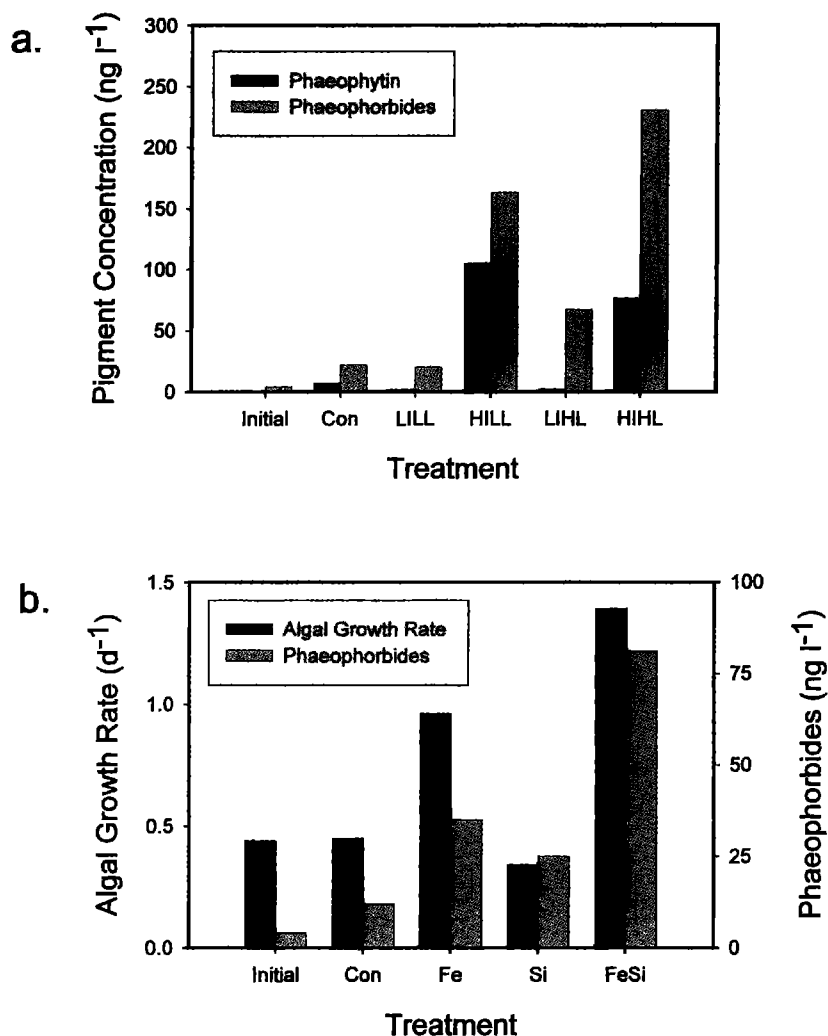 a.
Pigment Concentration (ng l⁻¹)
300
250
200
150
100
50
0
Phaeophytin
Phaeophorbides
Initial Con LILL HILL LIHL HIHL
Treatment
b.
Algal Growth Rate (d⁻¹)
1.5
1.0
0.5
0.0
Algal Growth Rate
Phaeophorbides
100
75
50
25
0
Phaeophorbides (ng l⁻¹)
Initial Con Fe Si FeSi
Treatment